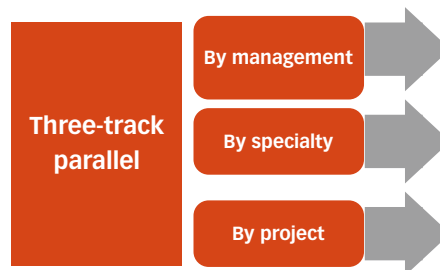 Three-track
parallel
By management
By specialty
By project